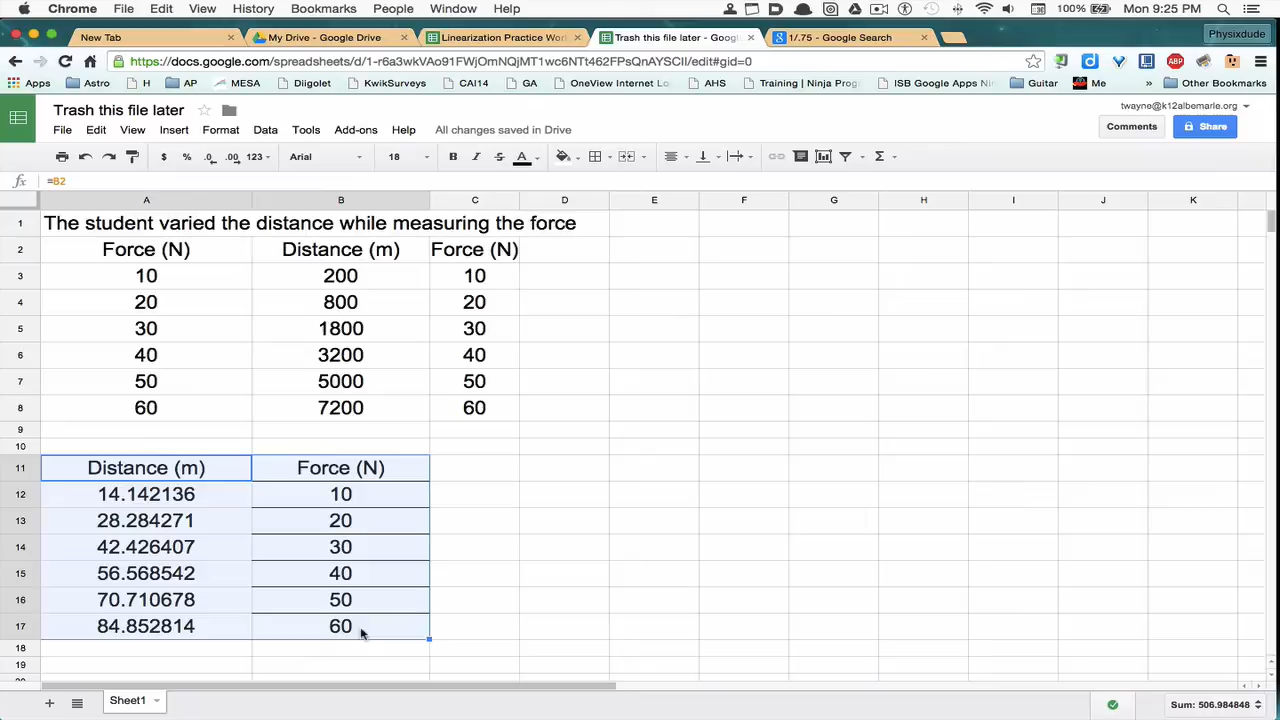 Chrome File Edit View History Bookmarks People Window Help 100% Mon 9:25 PM
New Tab My Drive - Google Drive Linearization Practice Wor Trash this file later - Goog 1/.75 - Google Search Physixdude
https://docs.google.com/spreadsheets/d/1-r6a3wkVAo91FWjOmNQjMT1wc6NTt462FPsQnAYSCII/edit#gid=0
Apps Astro H AP MESA Diigolet KwikSurveys CAI14 GA OneView Internet Lo AHS Training | Ninja Prog ISB Google Apps Nin Guitar Me » Other Bookmarks
Trash this file later
twayne@k12albemarle.org
File Edit View Insert Format Data Tools Add-ons Help All changes saved in Drive
Comments Share
$ % .0 .00 123 Arial 18 B I S A Σ
fx =B2
A B C D E F G H I J K
1 The student varied the distance while measuring the force
2 Force (N) Distance (m) Force (N)
3 10 200 10
4 20 800 20
5 30 1800 30
6 40 3200 40
7 50 5000 50
8 60 7200 60
9
10
11 Distance (m) Force (N)
12 14.142136 10
13 28.284271 20
14 42.426407 30
15 56.568542 40
16 70.710678 50
17 84.852814 60
18
19
Sheet1 Sum: 506.984848